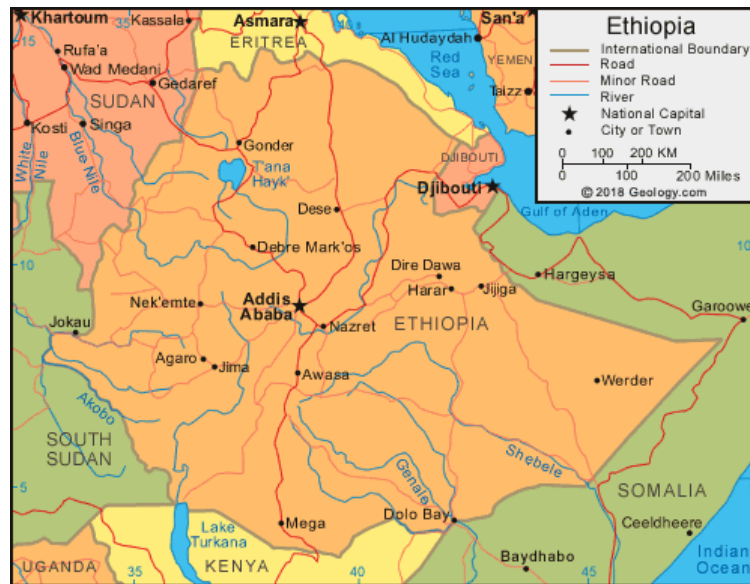 Khartoum
35
Kassala
Asmara
ERITREA
40
San'a
Al Hudaydah
15
Rufa'a
Wad Medani
Red
Sea
YEMEN
Gedaref
SUDAN
Taizz
Kosti
Singa
White
Nile
Blue Nile
Gonder
T'ana
Hayk'
DJIBOUTI
Djibouti
Dese
Gulf of Aden
Debre Mark'os
10
10
Dire Dawa
Hargeysa
Harar
Jijiga
Nek'emte
Addis
Ababa
Garoowe
Jokau
Nazret
ETHIOPIA
Agaro
Jima
Awasa
Werder
Akobo
SOUTH
SUDAN
Genale
Shebele
5
5
SOMALIA
Lake
Turkana
Mega
Dolo Bay
Ceeldheere
UGANDA
KENYA
Baydhabo
Indian
Ocean
35
40
45
Ethiopia
International Boundary
Road
Minor Road
River
National Capital
City or Town
0 100 200 KM
0 100 200 Miles
© 2018 Geology.com